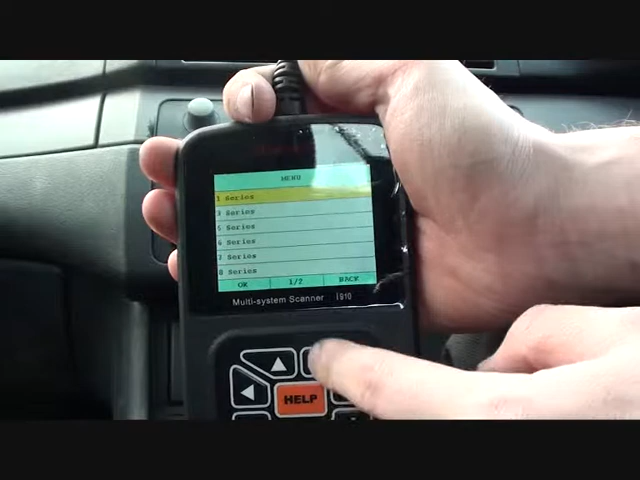 MENU
1 Series
3 Series
5 Series
6 Series
7 Series
8 Series
OK 1/2 BACK
Multi-system Scanner i910
HELP